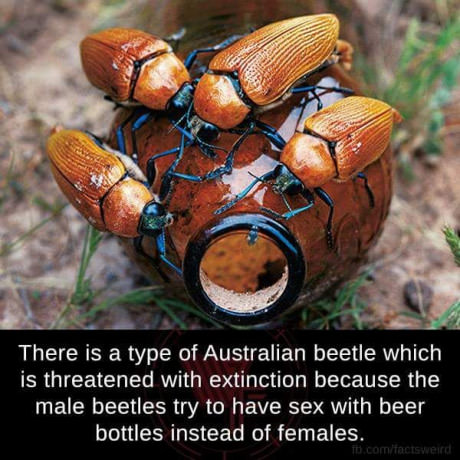 There is a type of Australian beetle which
is threatened with extinction because the
male beetles try to have sex with beer
bottles instead of females.
fb.com/factsweird